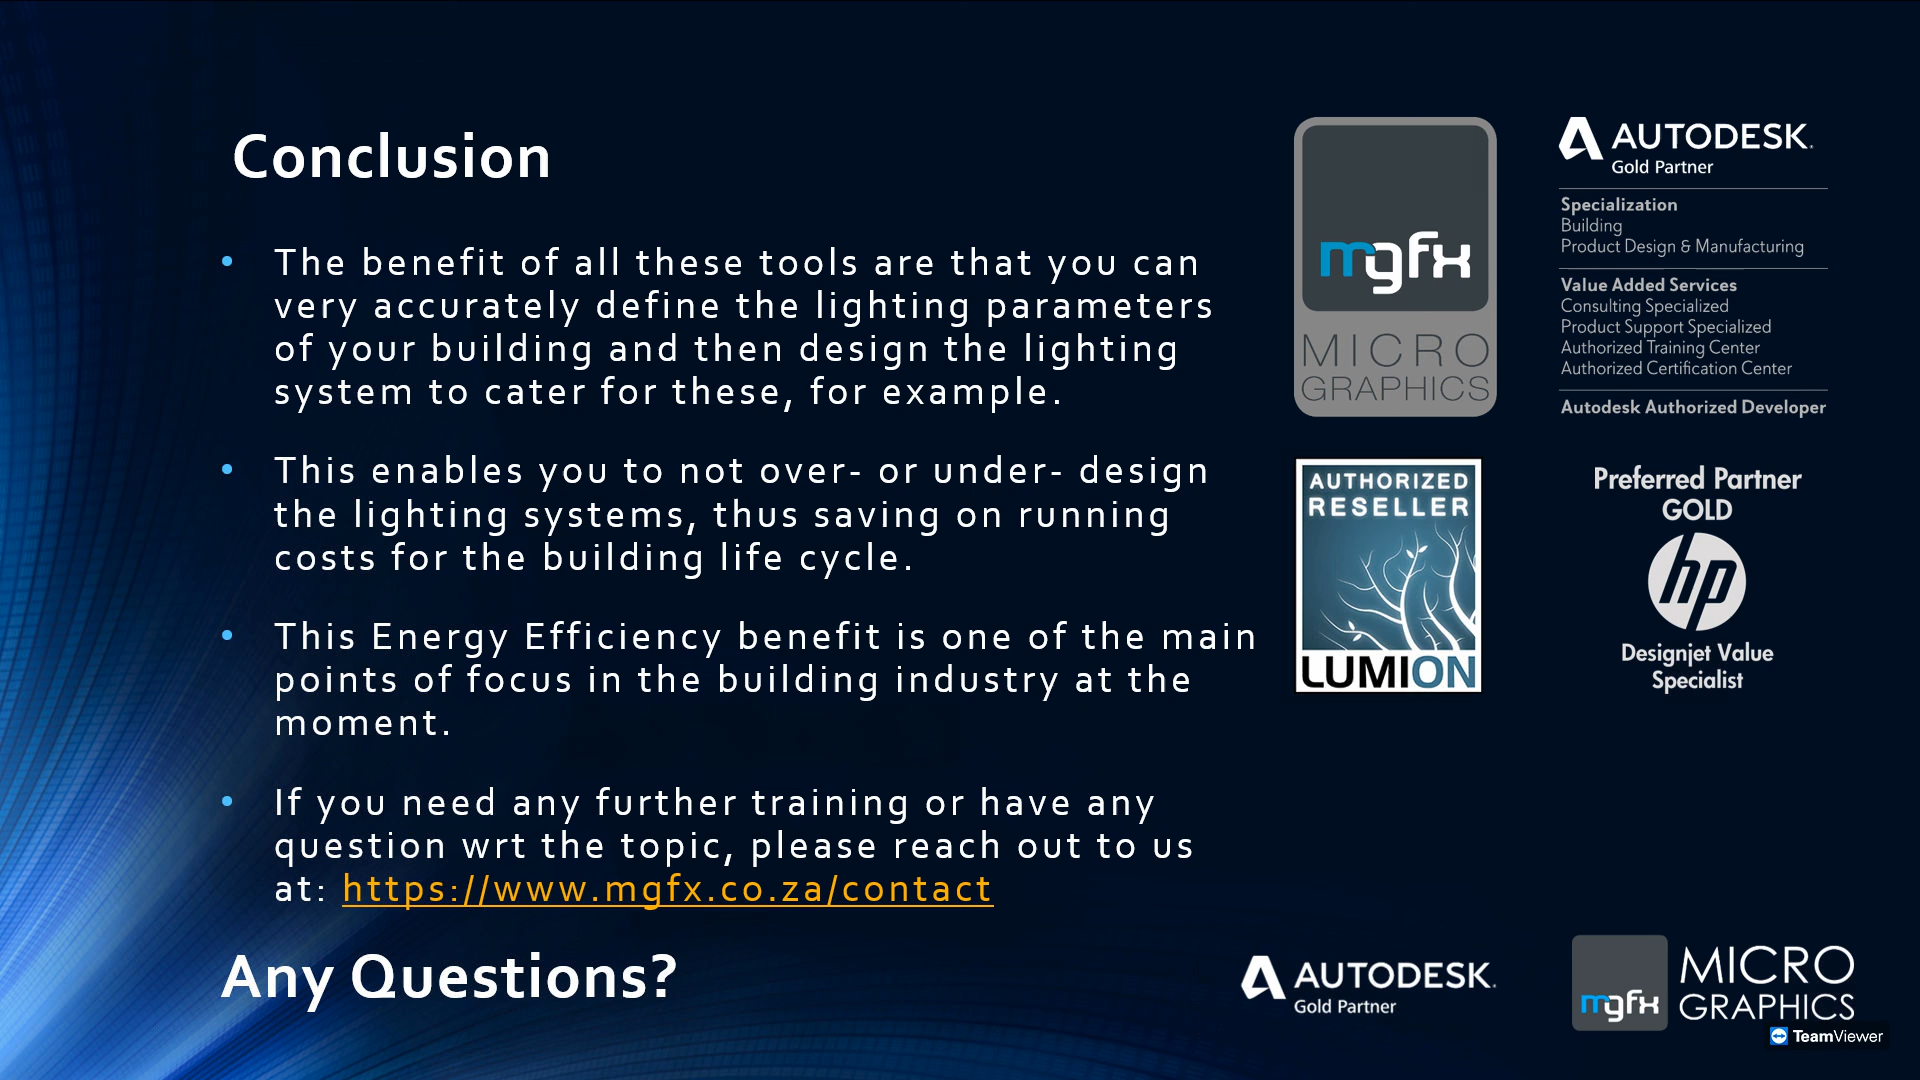 Conclusion
• The benefit of all these tools are that you can
very accurately define the lighting parameters
of your building and then design the lighting
system to cater for these, for example.
• This enables you to not over- or under- design
the lighting systems, thus saving on running
costs for the building life cycle.
• This Energy Efficiency benefit is one of the main
points of focus in the building industry at the
moment.
• If you need any further training or have any
question wrt the topic, please reach out to us
at: https://www.mgfx.co.za/contact
Any Questions?
mgfx
MICRO
GRAPHICS
AUTODESK.
Gold Partner
Specialization
Building
Product Design & Manufacturing
Value Added Services
Consulting Specialized
Product Support Specialized
Authorized Training Center
Authorized Certification Center
Autodesk Authorized Developer
AUTHORIZED
RESELLER
LUMION
Preferred Partner
GOLD
hp
Designjet Value
Specialist
AUTODESK.
Gold Partner
mgfx
MICRO
GRAPHICS
TeamViewer